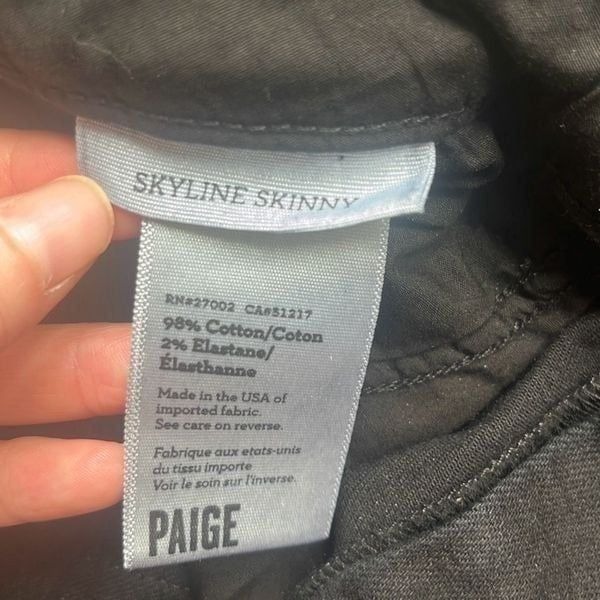 SKYLINE SKINNY
RN#27002 CA#51217
98% Cotton/Coton
2% Elastane/
Élasthanne
Made in the USA of
imported fabric.
See care on reverse.
Fabrique aux etats-unis
du tissu importe
Voir le soin sur l'inverse.
PAIGE